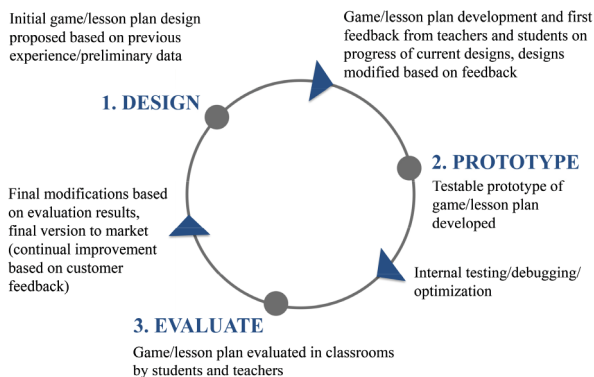 Initial game/lesson plan design
proposed based on previous
experience/preliminary data
Game/lesson plan development and first
feedback from teachers and students on
progress of current designs, designs
modified based on feedback
1. DESIGN
2. PROTOTYPE
Testable prototype of
game/lesson plan
developed
Internal testing/debugging/
optimization
3. EVALUATE
Game/lesson plan evaluated in classrooms
by students and teachers
Final modifications based
on evaluation results,
final version to market
(continual improvement
based on customer
feedback)